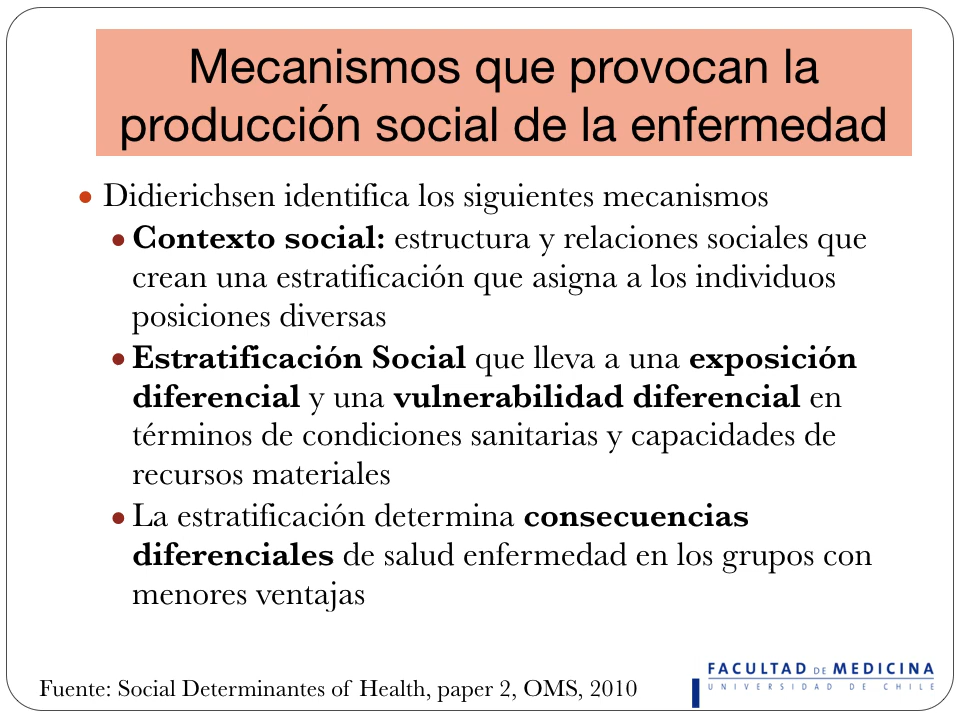 Mecanismos que provocan la
producción social de la enfermedad
• Didierichsen identifica los siguientes mecanismos
• Contexto social: estructura y relaciones sociales que
crean una estratificación que asigna a los individuos
posiciones diversas
• Estratificación Social que lleva a una exposición
diferencial y una vulnerabilidad diferencial en
términos de condiciones sanitarias y capacidades de
recursos materiales
• La estratificación determina consecuencias
diferenciales de salud enfermedad en los grupos con
menores ventajas
Fuente: Social Determinantes of Health, paper 2, OMS, 2010
FACULTAD DE MEDICINA
UNIVERSIDAD DE CHILE